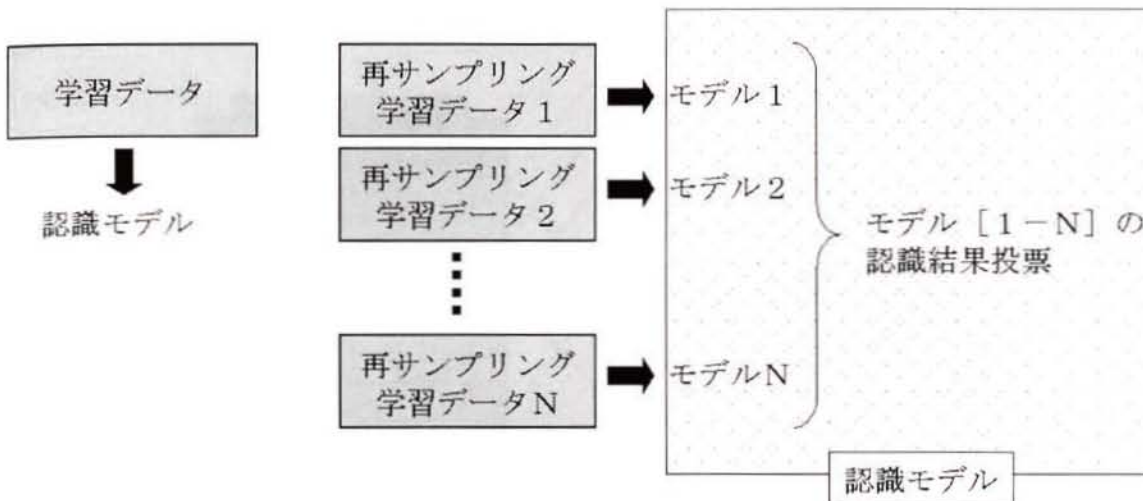 学習データ
認識モデル
再サンプリング
学習データ1
再サンプリング
学習データ2
再サンプリング
学習データN
モデル1
モデル2
モデルN
モデル［1－N］の
認識結果投票
認識モデル